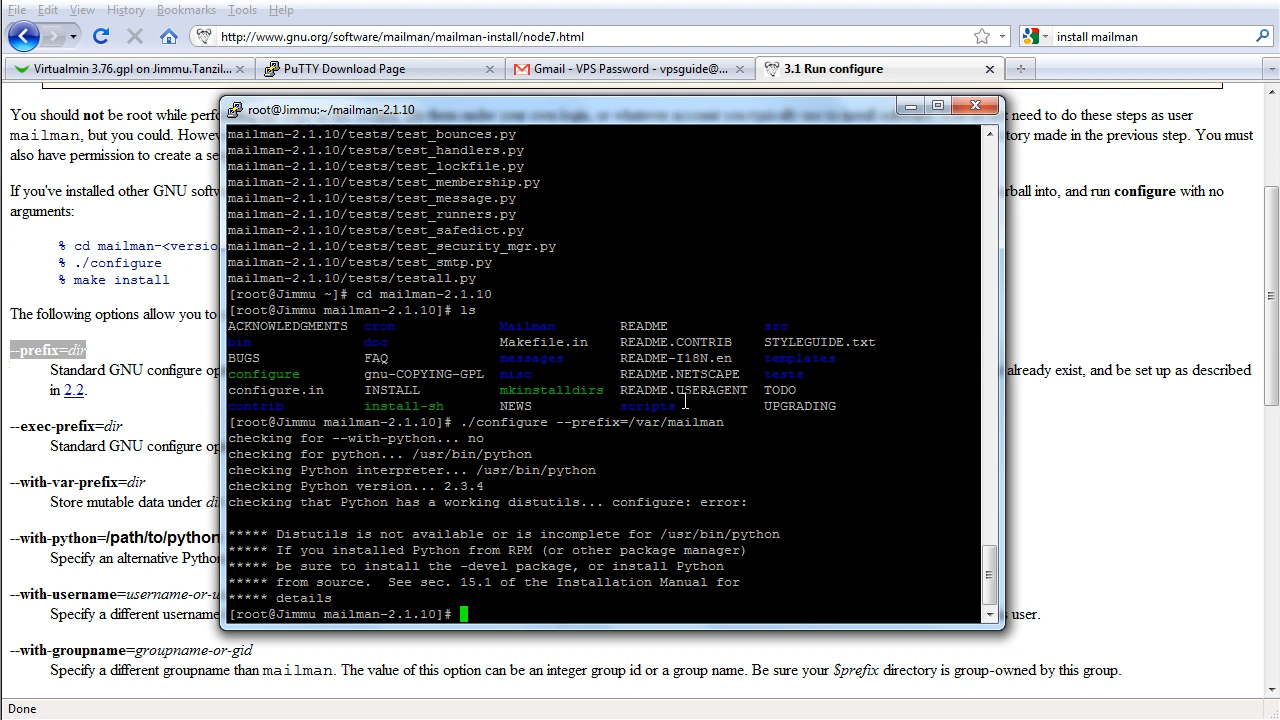 File Edit View History Bookmarks Tools Help
http://www.gnu.org/software/mailman/mailman-install/node7.html
install mailman
Virtualmin 3.76.gpl on Jimmu.Tanzil...
PuTTY Download Page
Gmail - VPS Password - vpsguide@...
3.1 Run configure
You should not be root while perfo
need to do these steps as user
mailman, but you could. Howev
ory made in the previous step. You must
also have permission to create a se
root@Jimmu:~/mailman-2.1.10
mailman-2.1.10/tests/test_bounces.py
mailman-2.1.10/tests/test_handlers.py
mailman-2.1.10/tests/test_lockfile.py
mailman-2.1.10/tests/test_membership.py
mailman-2.1.10/tests/test_message.py
mailman-2.1.10/tests/test_runners.py
mailman-2.1.10/tests/test_safedict.py
mailman-2.1.10/tests/test_security_mgr.py
mailman-2.1.10/tests/test_smtp.py
mailman-2.1.10/tests/testall.py
[root@Jimmu ~]# cd mailman-2.1.10
[root@Jimmu mailman-2.1.10]# ls
ACKNOWLEDGMENTS cron Mailman README src
bin doc Makefile.in README.CONTRIB STYLEGUIDE.txt
BUGS FAQ messages README-I18N.en templates
configure gnu-COPYING-GPL misc README.NETSCAPE tests
configure.in INSTALL mkinstalldirs README.USERAGENT TODO
contrib install-sh NEWS scripts UPGRADING
[root@Jimmu mailman-2.1.10]# ./configure --prefix=/var/mailman
checking for --with-python... no
checking for python... /usr/bin/python
checking Python interpreter... /usr/bin/python
checking Python version... 2.3.4
checking that Python has a working distutils... configure: error:
***** Distutils is not available or is incomplete for /usr/bin/python
***** If you installed Python from RPM (or other package manager)
***** be sure to install the -devel package, or install Python
***** from source. See sec. 15.1 of the Installation Manual for
***** details
[root@Jimmu mailman-2.1.10]#
If you've installed other GNU softw
rball into, and run configure with no
arguments:
% cd mailman-<versio
% ./configure
% make install
The following options allow you to
--prefix=dir
Standard GNU configure op
already exist, and be set up as described
in 2.2.
--exec-prefix=dir
Standard GNU configure op
--with-var-prefix=dir
Store mutable data under di
--with-python=/path/to/python
Specify an alternative Python
--with-username=username-or-u
Specify a different username
s user.
--with-groupname=groupname-or-gid
Specify a different groupname than mailman. The value of this option can be an integer group id or a group name. Be sure your $prefix directory is group-owned by this group.
Done